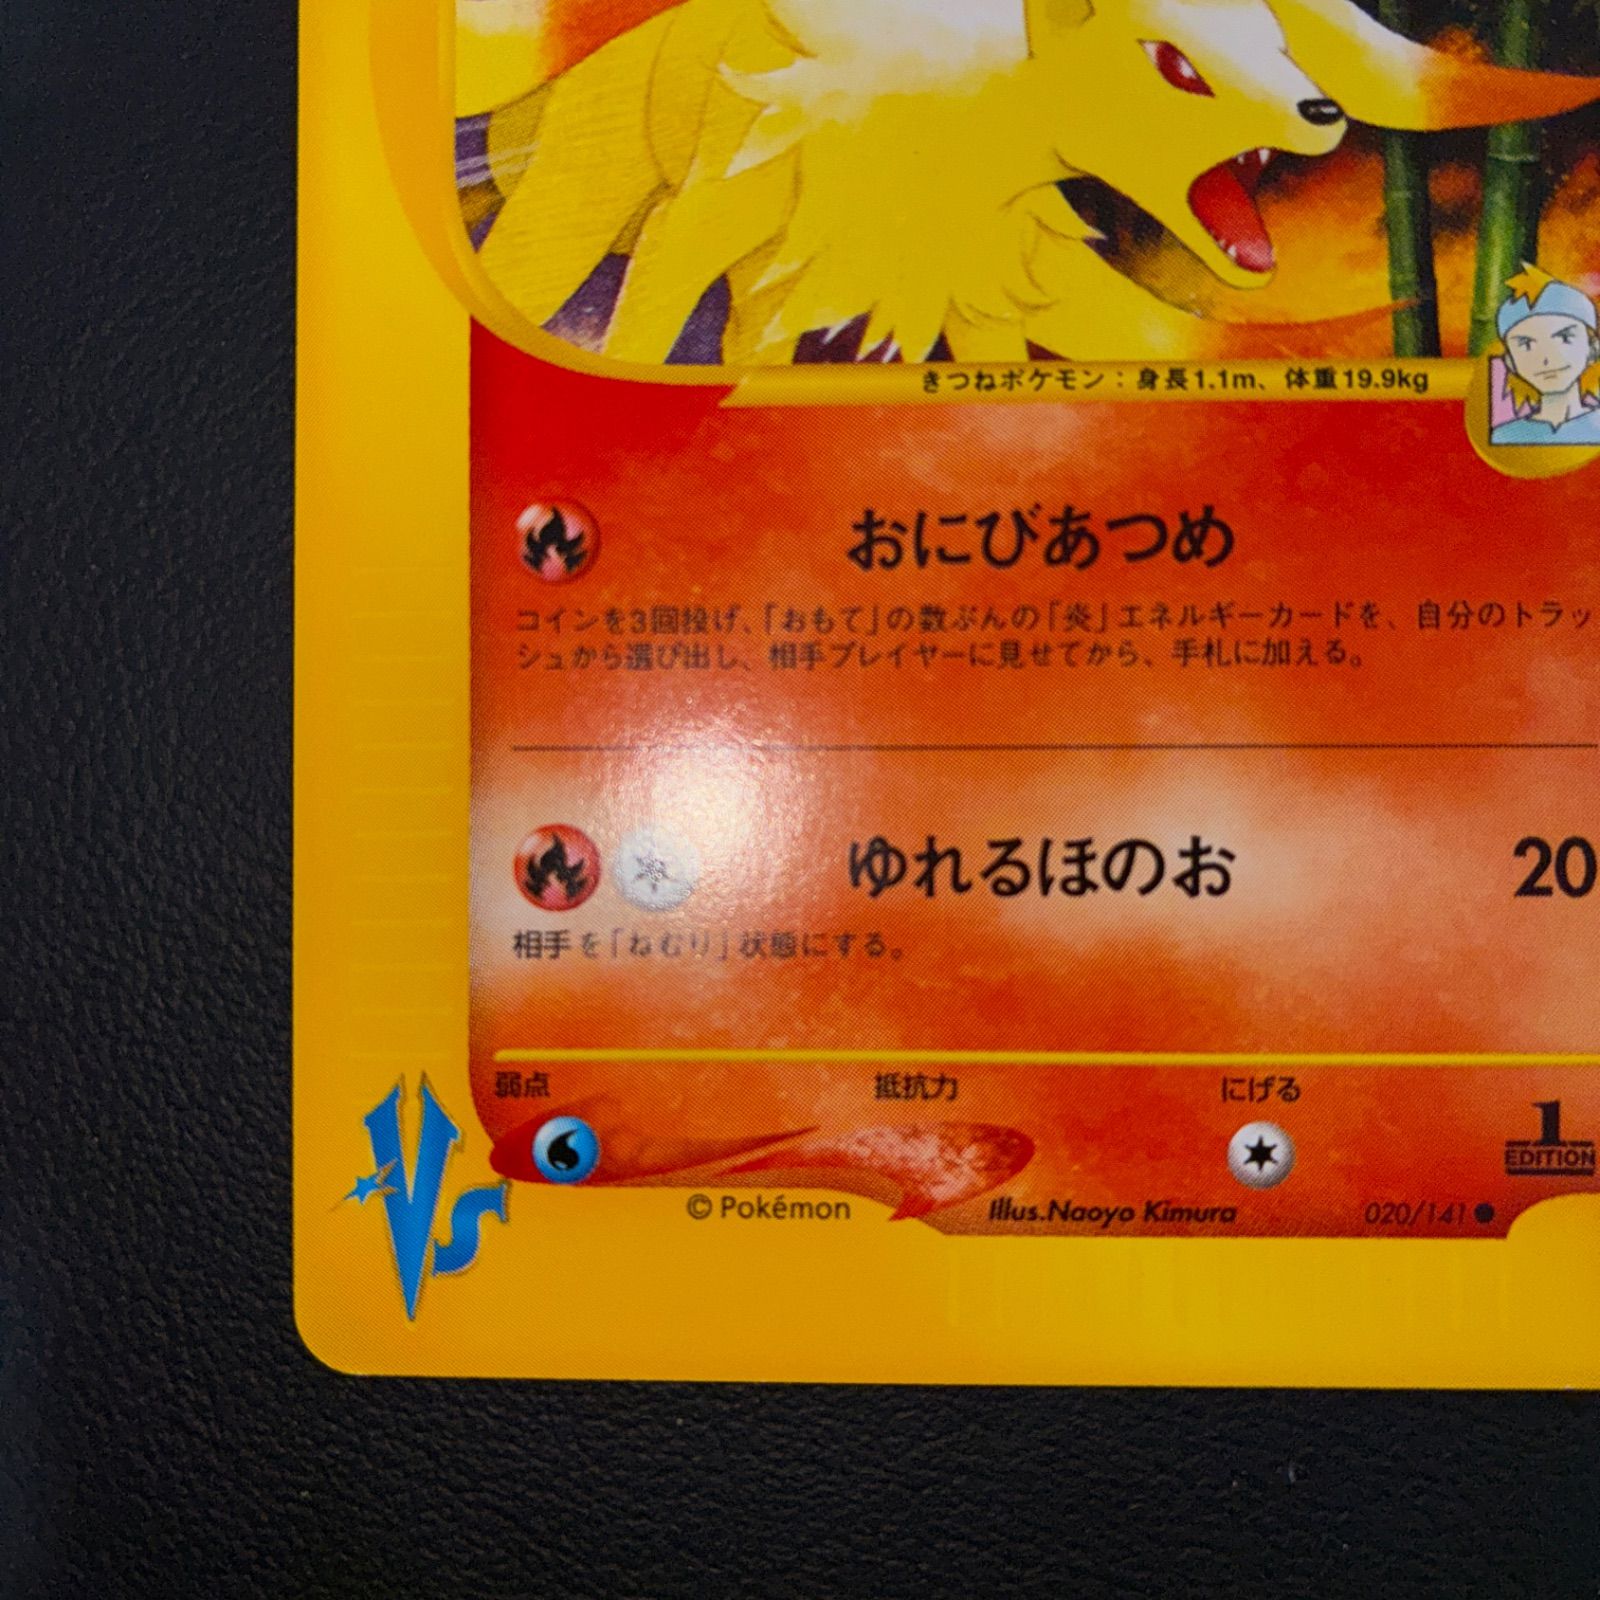 きつねポケモン：身長1.1m、体重19.9kg
おにびあつめ
コインを3回投げ、「おもて」の数ぶんの「炎」エネルギーカードを、自分のトラッ
シュから選び出し、相手プレイヤーに見せてから、手札に加える。
ゆれるほのお 20
相手を「ねむり」状態にする。
弱点 抵抗力 にげる
1
EDITION
VS
© Pokémon Illus.Naoyo Kimura 020/141